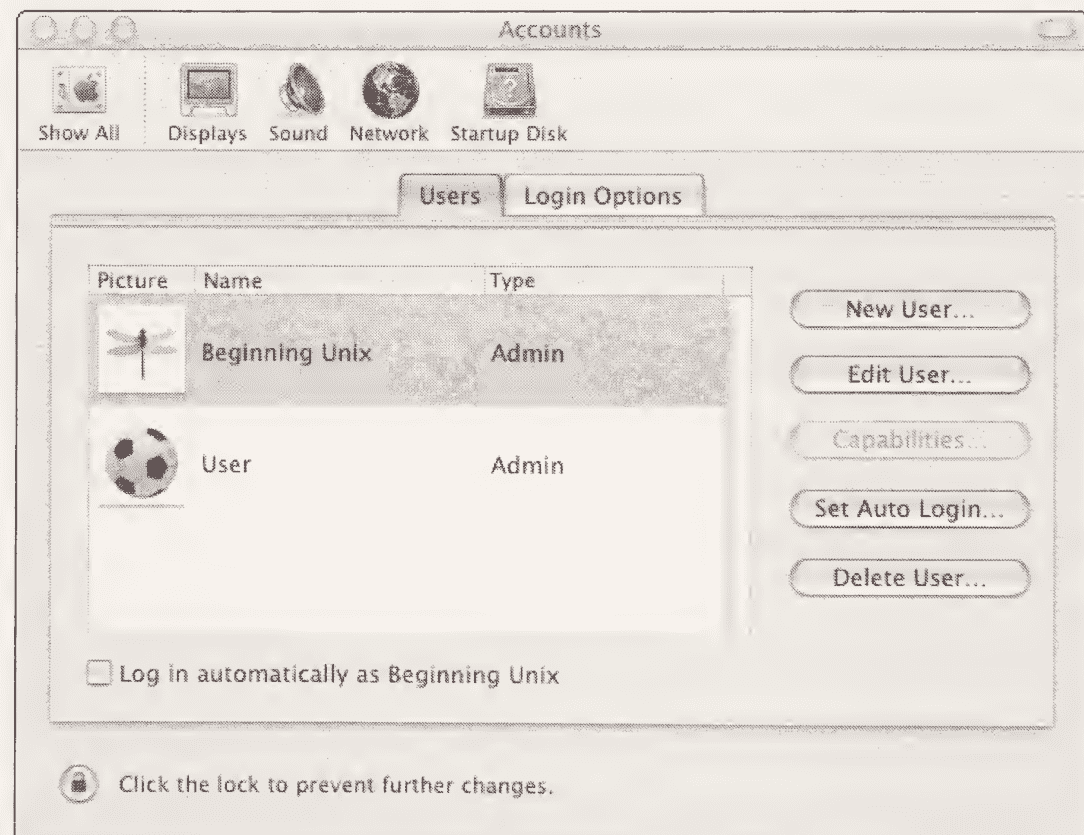 Accounts
Show All
Displays
Sound
Network
Startup Disk
Users
Login Options
Picture
Name
Type
Beginning Unix
Admin
User
Admin
New User...
Edit User...
Capabilities...
Set Auto Login...
Delete User...
Log in automatically as Beginning Unix
Click the lock to prevent further changes.